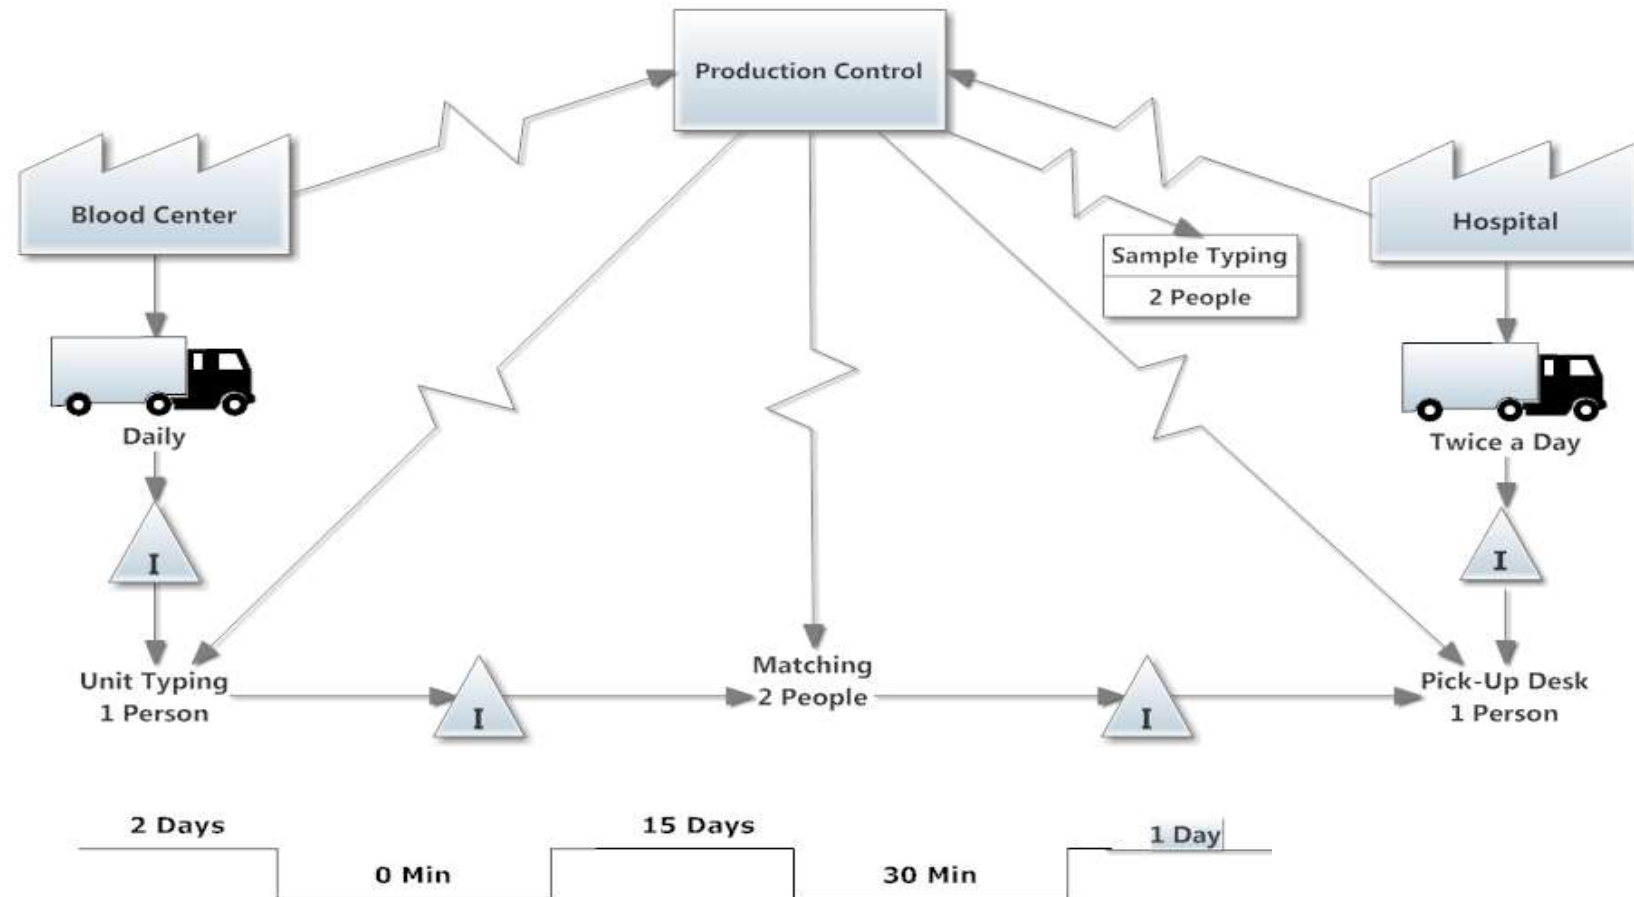 Production Control
Blood Center
Hospital
Sample Typing
2 People
Daily
Twice a Day
I
I
Unit Typing
1 Person
I
Matching
2 People
I
Pick-Up Desk
1 Person
2 Days
0 Min
15 Days
30 Min
1 Day